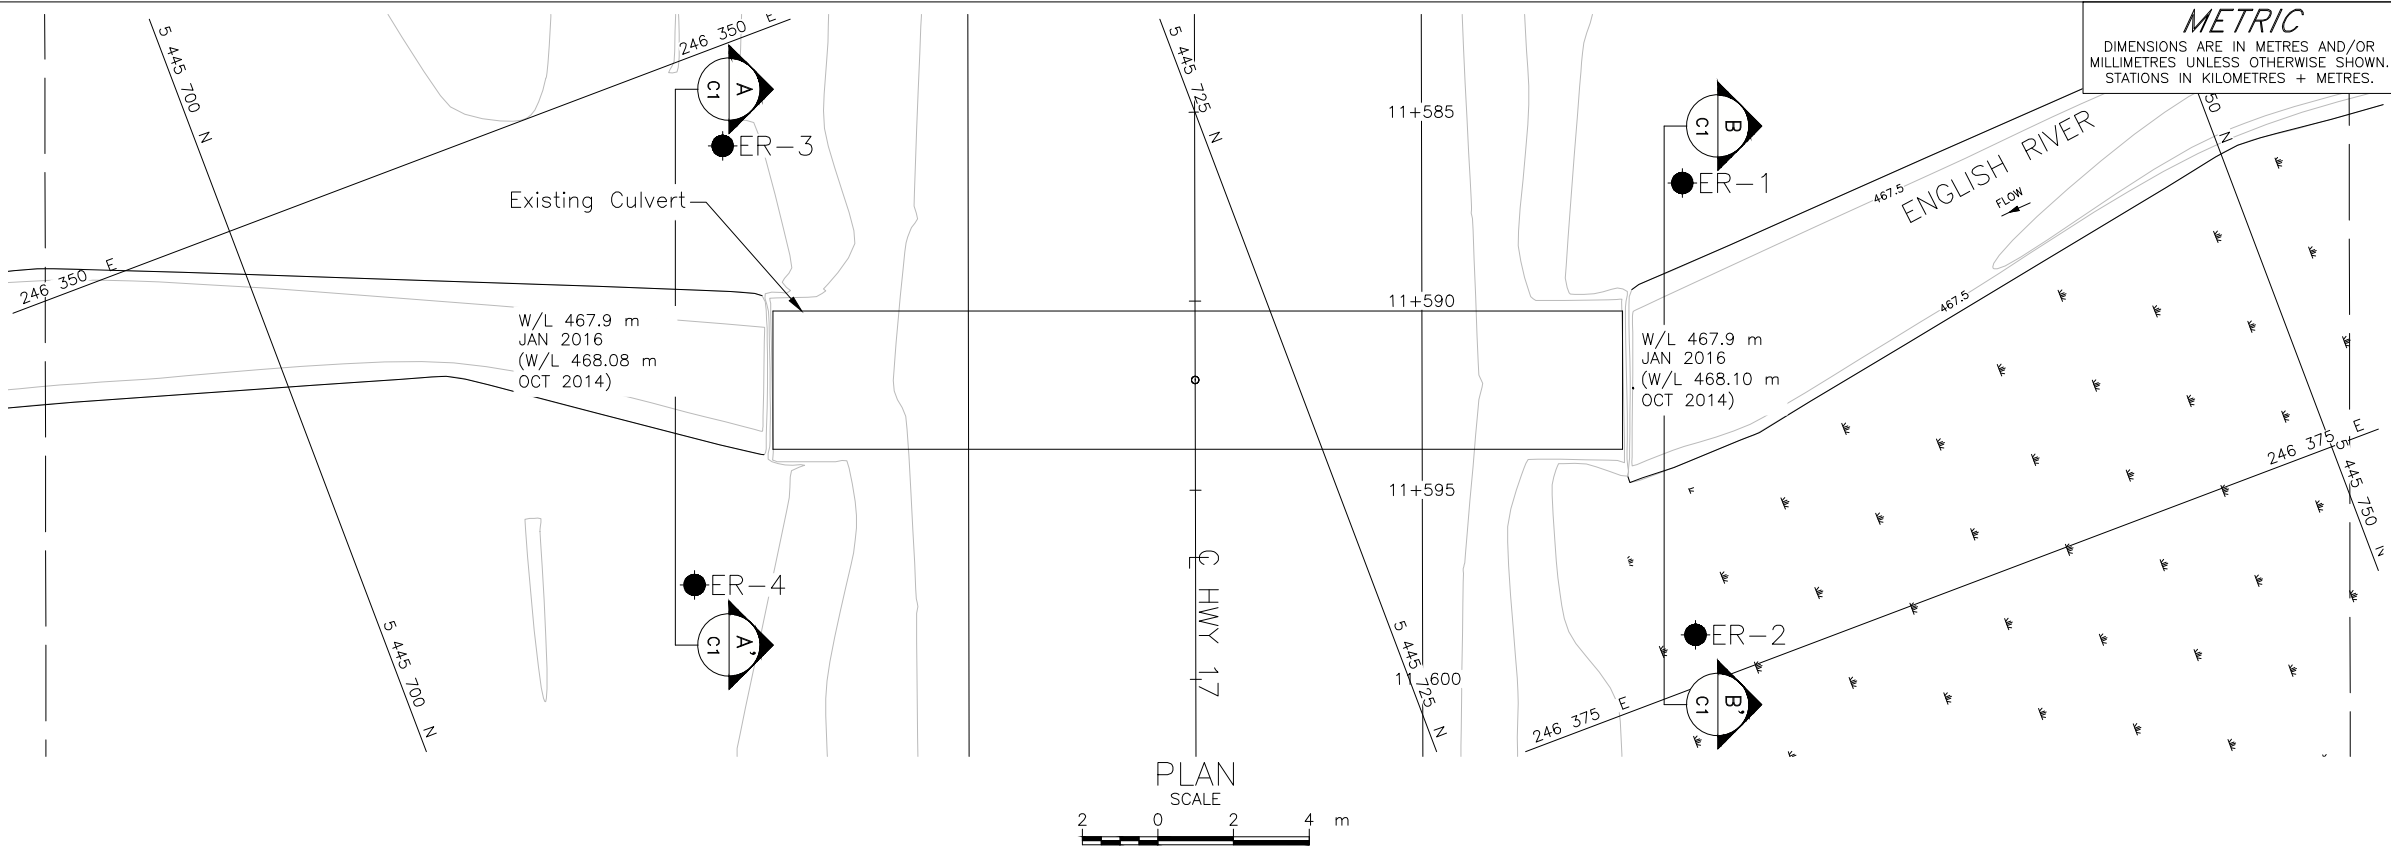 METRIC
DIMENSIONS ARE IN METRES AND/OR
MILLIMETRES UNLESS OTHERWISE SHOWN.
STATIONS IN KILOMETRES + METRES.
5 445 700 N
246 350 E
A
C1
ER-3
Existing Culvert
246 350 E
W/L 467.9 m
JAN 2016
(W/L 468.08 m
OCT 2014)
ER-4
A'
C1
5 445 700 N
5 445 725 N
11+585
11+590
11+595
11+600
CL HWY 17
5 445 725 N
B
C1
ER-1
467.5
ENGLISH RIVER
FLOW
467.5
50 N
W/L 467.9 m
JAN 2016
(W/L 468.10 m
OCT 2014)
246 375 E
5 445 750 N
ER-2
B'
C1
246 375 E
PLAN
SCALE
2 0 2 4 m